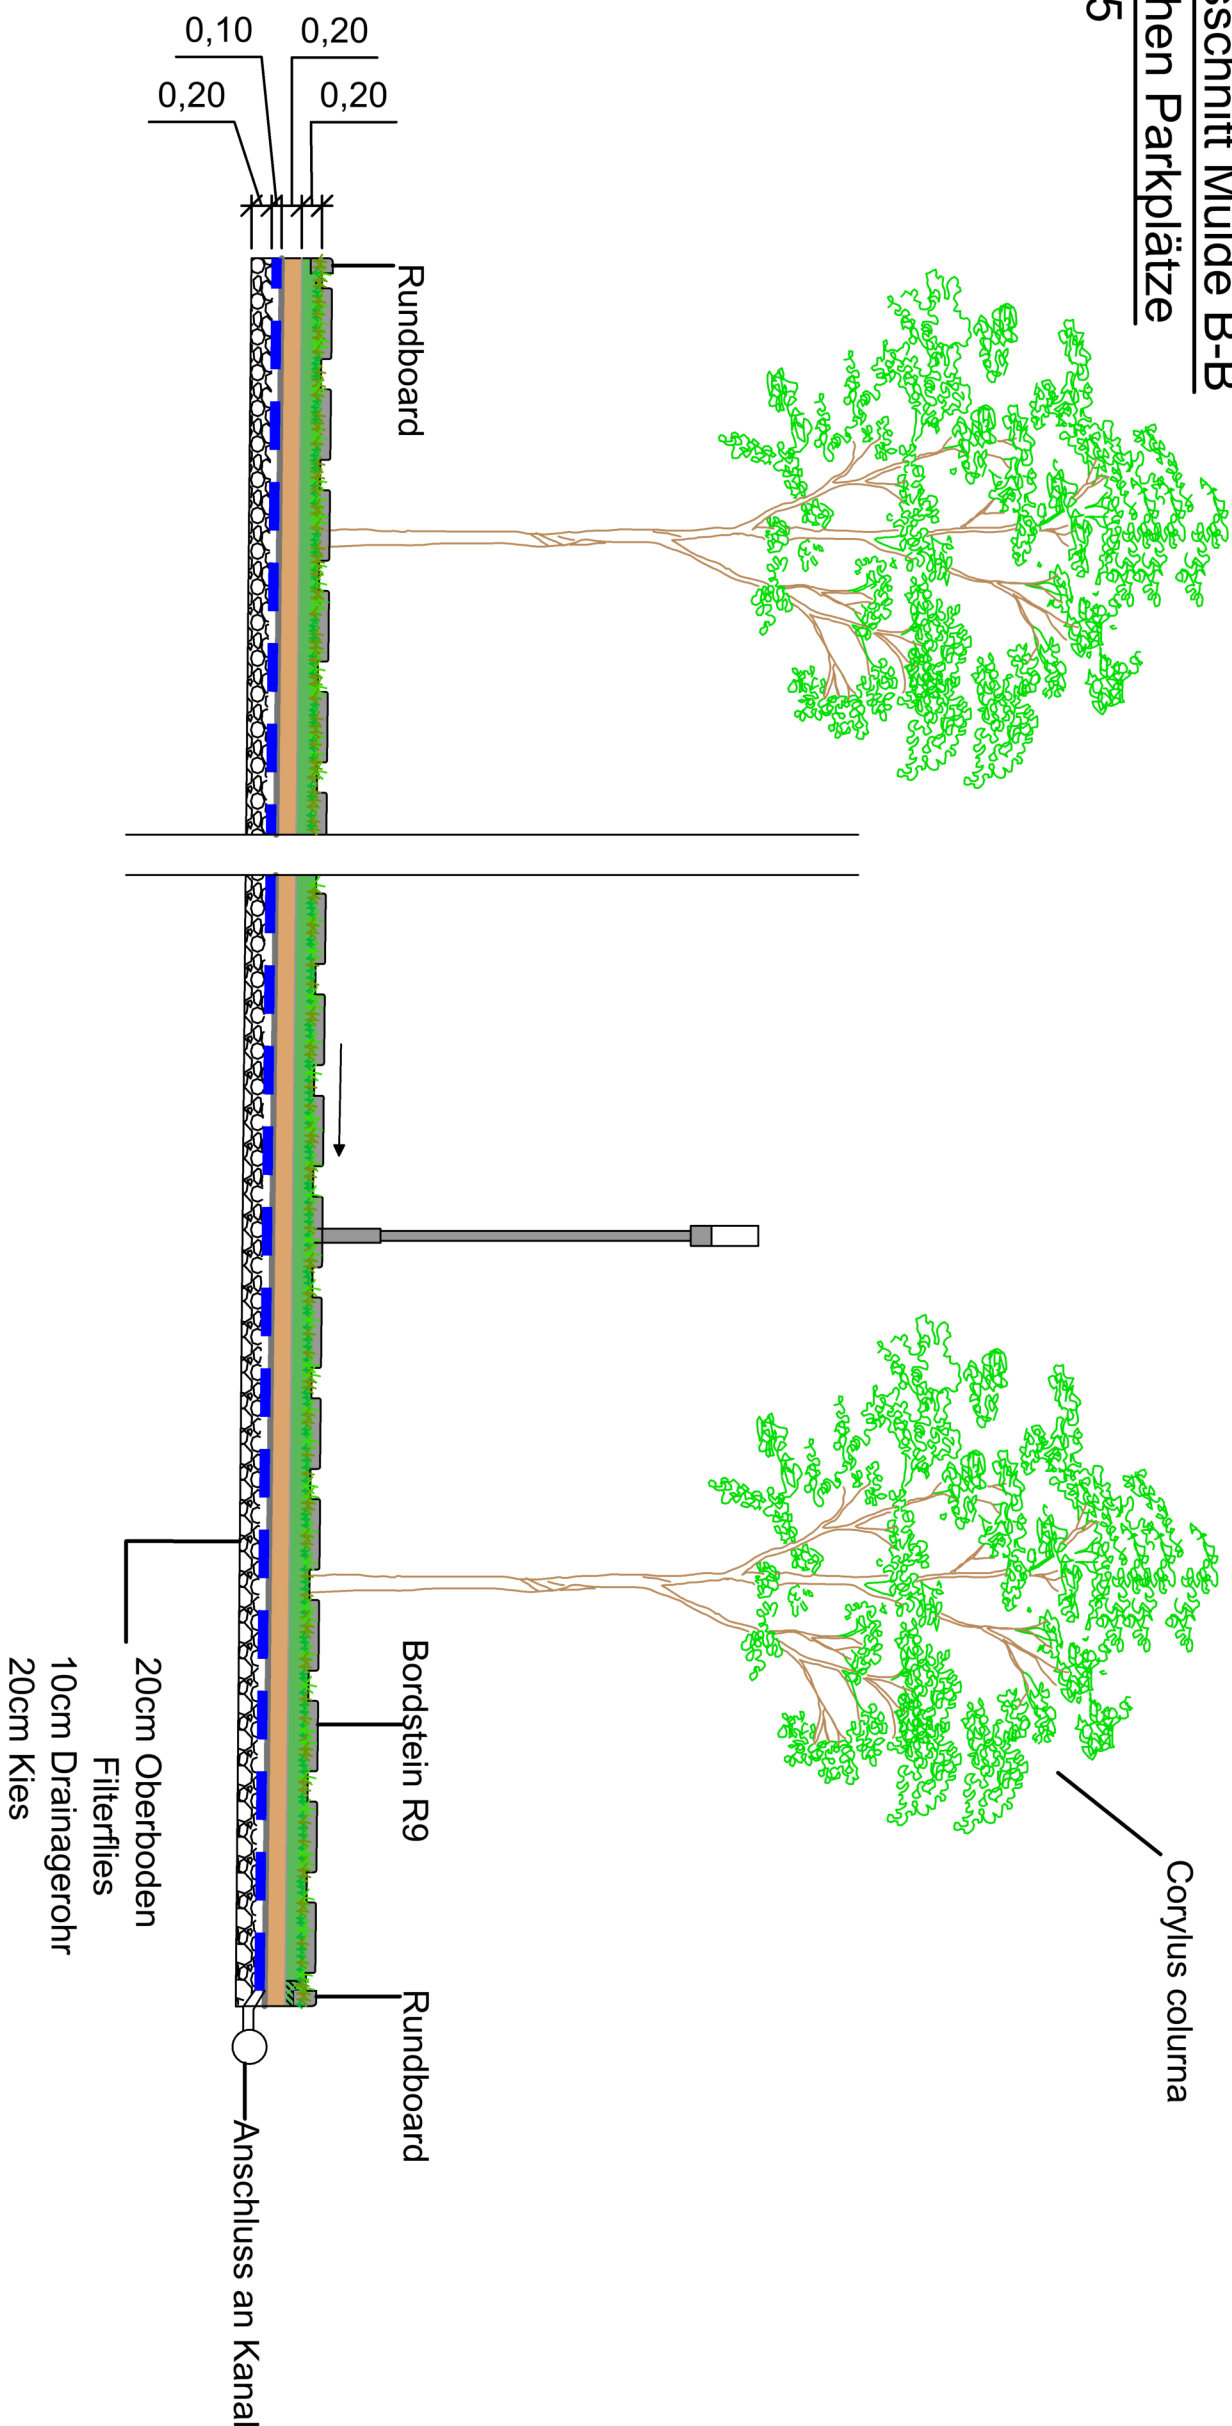 sschnitt Mulde B-B
hen Parkplätze
5
0,10
0,20
0,20
0,20
Rundboard
Corylus colurna
Bordstein R9
Rundboard
20cm Oberboden
Filterflies
10cm Drainagerohr
20cm Kies
Anschluss an Kanal